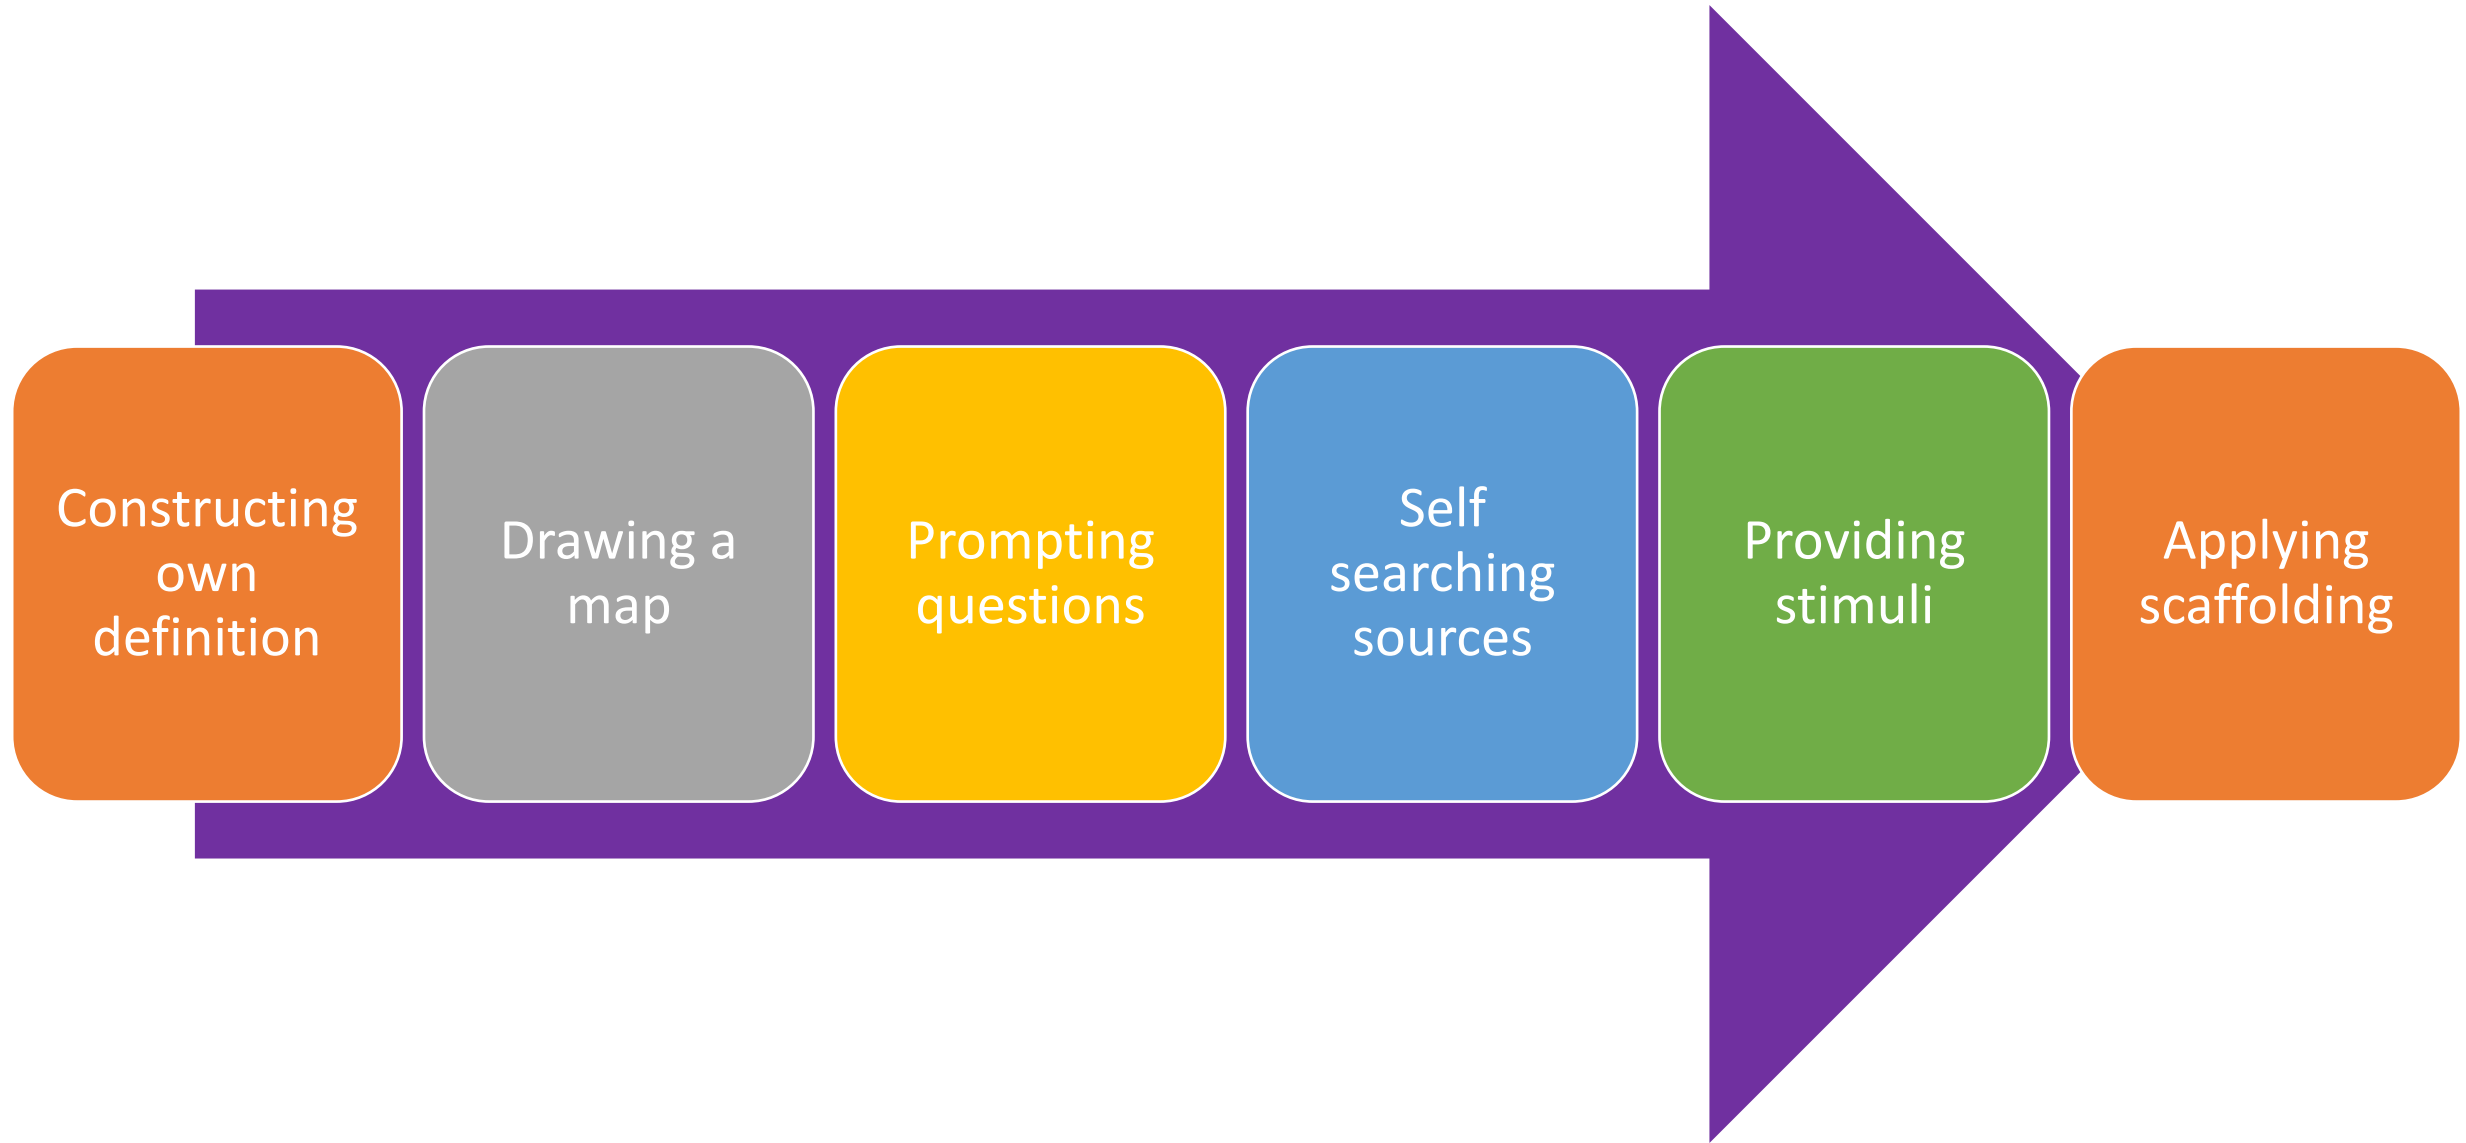 Constructing
own
definition
Drawing a
map
Prompting
questions
Self
searching
sources
Providing
stimuli
Applying
scaffolding